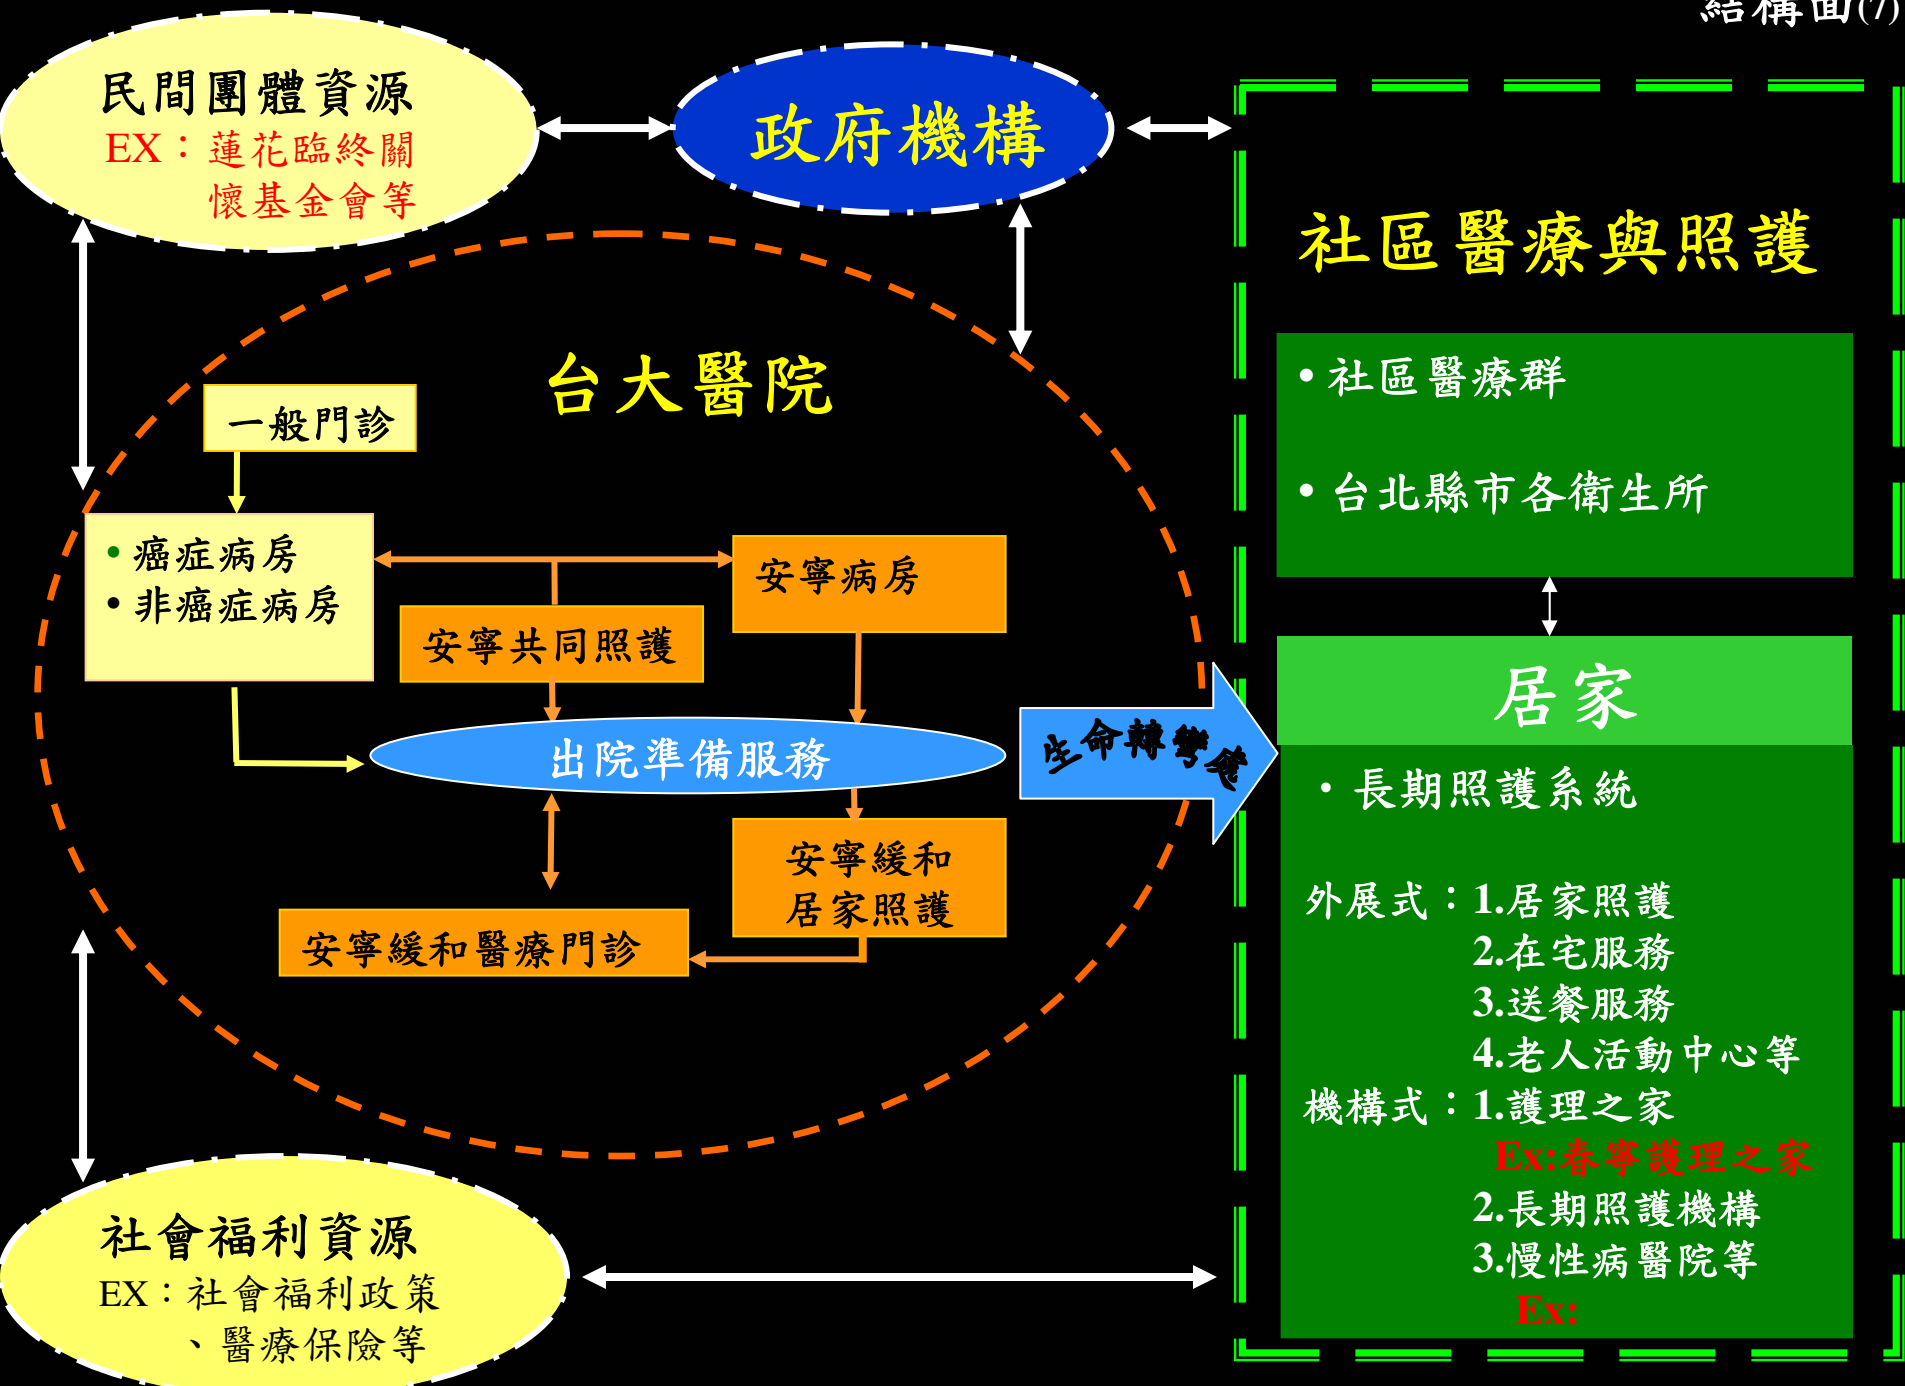 結構面(7)
民間團體資源
EX：蓮花臨終關
懷基金會等
政府機構
台大醫院
一般門診
• 癌症病房
• 非癌症病房
安寧共同照護
安寧病房
出院準備服務
安寧緩和
居家照護
安寧緩和醫療門診
生命轉彎處
社會福利資源
EX：社會福利政策
、醫療保險等
社區醫療與照護
• 社區醫療群
• 台北縣市各衛生所
居家
・長期照護系統
外展式：1.居家照護
2.在宅服務
3.送餐服務
4.老人活動中心等
機構式：1.護理之家
Ex:春寧護理之家
2.長期照護機構
3.慢性病醫院等
Ex: